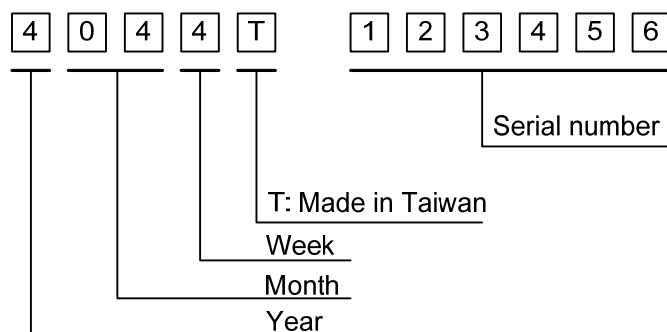 4 0 4 4 T 1 2 3 4 5 6
Serial number
T: Made in Taiwan
Week
Month
Year